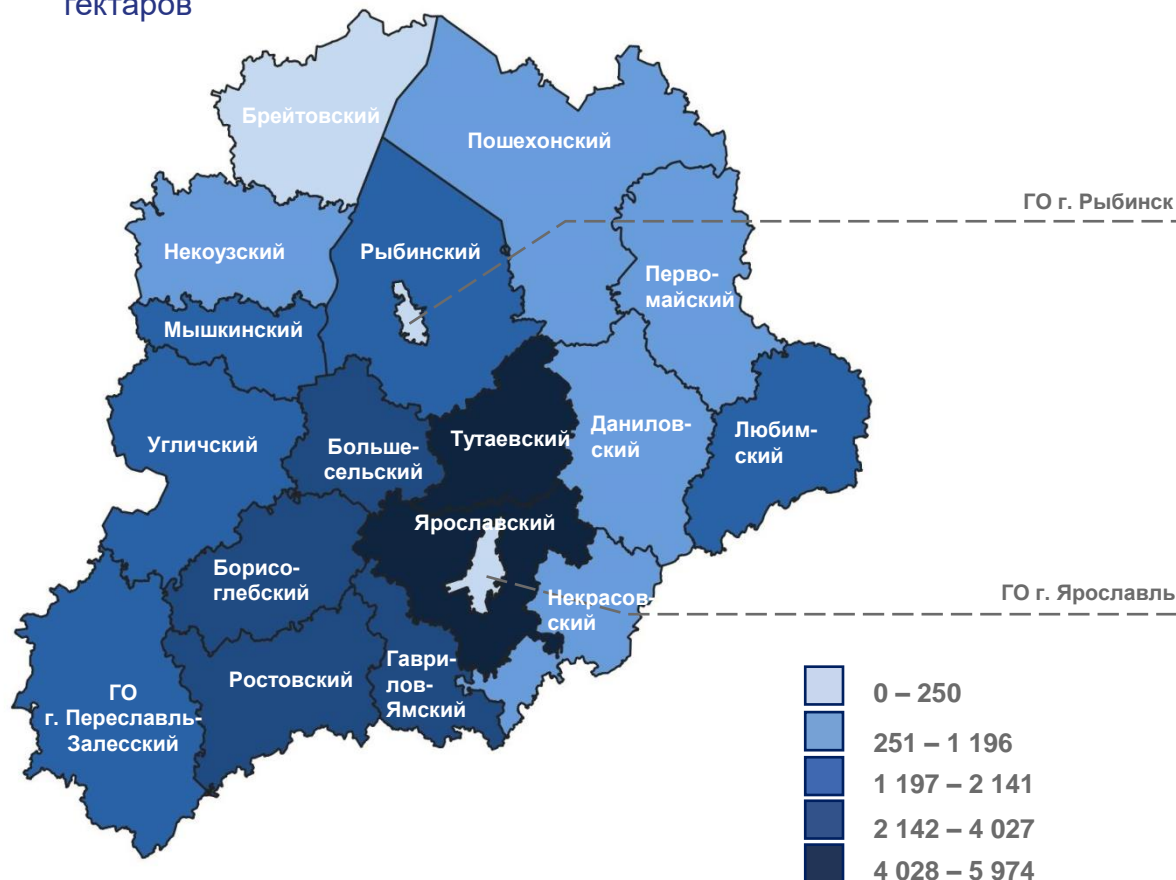 гектаров
Брейтовский
Пошехонский
ГО г. Рыбинск
Некоузский
Рыбинский
Перво-
майский
Мышкинский
Угличский
Больше-
сельский
Тутаевский
Данилов-
ский
Любим-
ский
Ярославский
Борисо-
глебский
Некрасов-
ский
ГО г. Ярославль
Ростовский
Гаври-
лов-
Ямский
ГО
г. Переславль-
Залесский
0 – 250
251 – 1 196
1 197 – 2 141
2 142 – 4 027
4 028 – 5 974